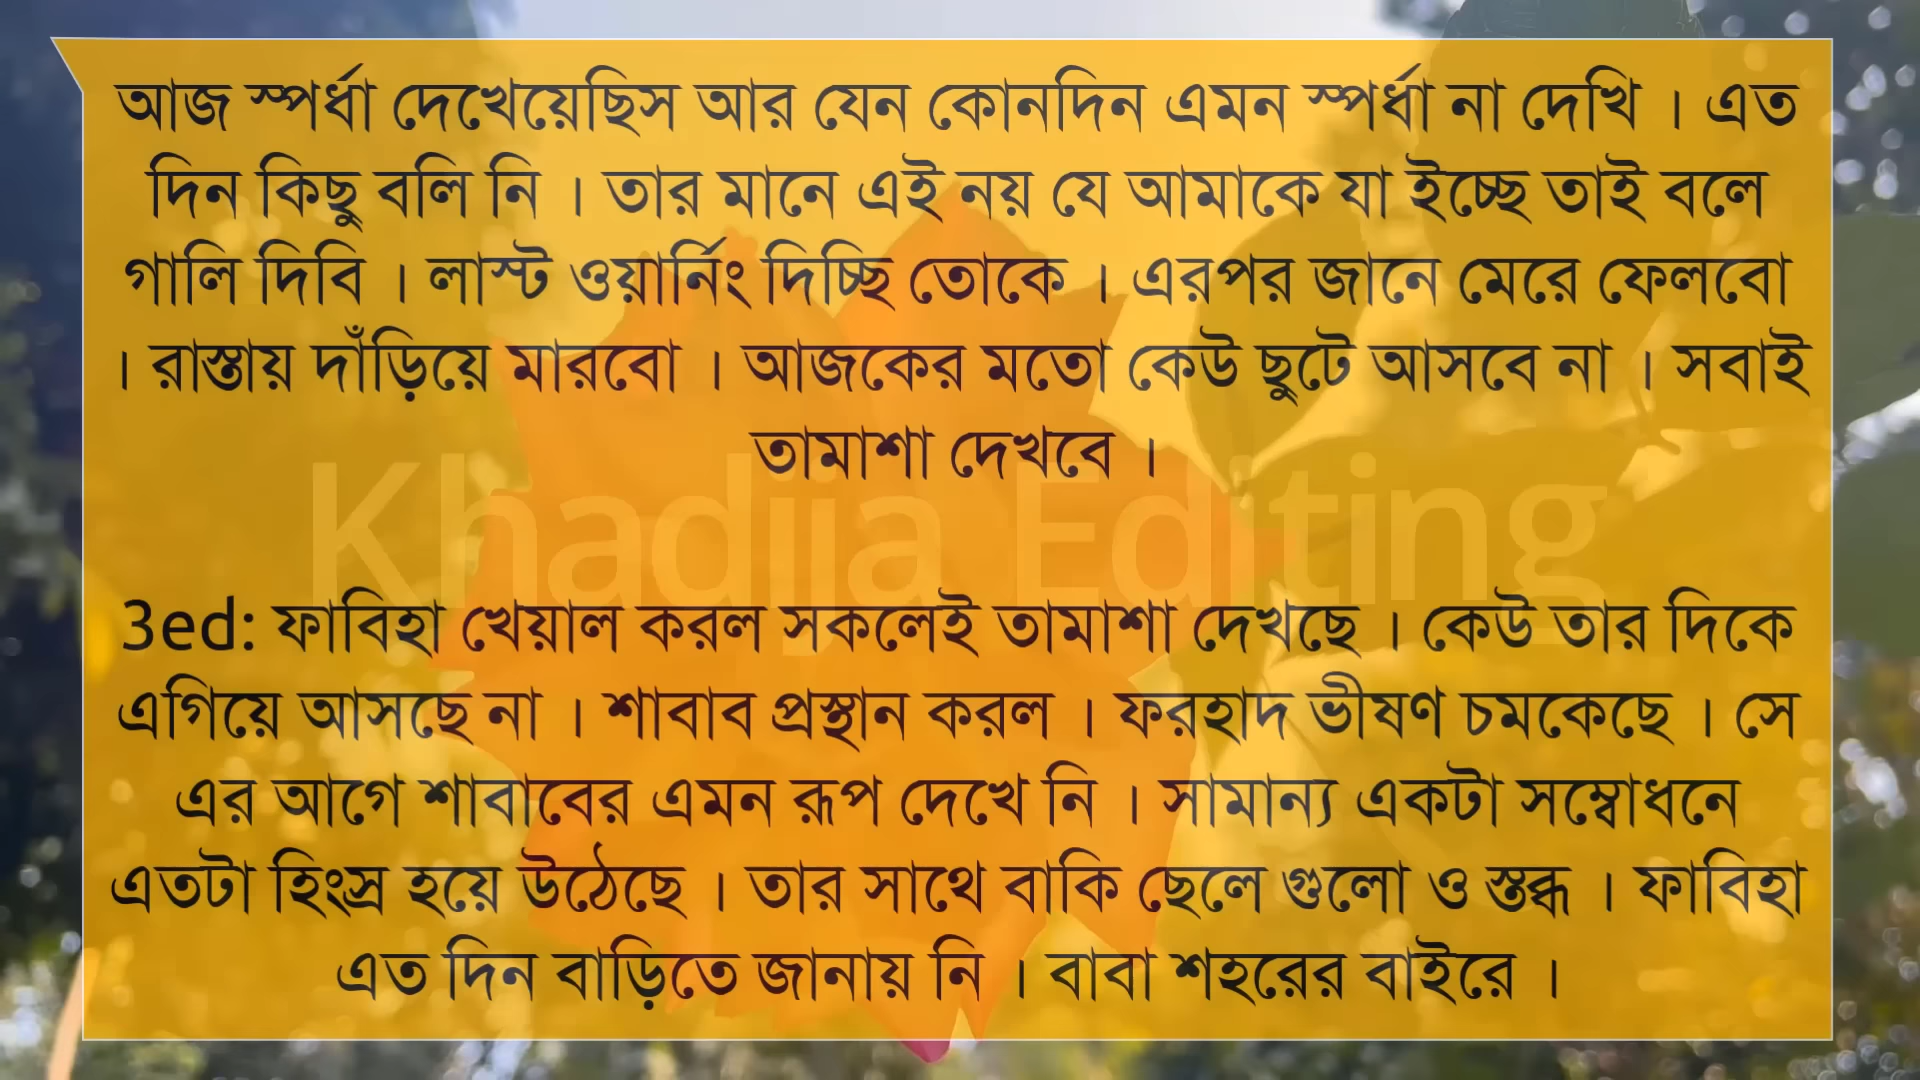 আজ স্পর্ধা দেখেয়েছিস আর যেন কোনদিন এমন স্পর্ধা না দেখি । এত
দিন কিছু বলি নি । তার মানে এই নয় যে আমাকে যা ইচ্ছে তাই বলে
গালি দিবি । লাস্ট ওয়ার্নিং দিচ্ছি তোকে । এরপর জানে মেরে ফেলবো
। রাস্তায় দাঁড়িয়ে মারবো । আজকের মতো কেউ ছুটে আসবে না । সবাই
তামাশা দেখবে ।
Khadija Editing
3ed: ফাবিহা খেয়াল করল সকলেই তামাশা দেখছে । কেউ তার দিকে
এগিয়ে আসছে না । শাবাব প্রস্থান করল । ফরহাদ ভীষণ চমকেছে । সে
এর আগে শাবাবের এমন রূপ দেখে নি । সামান্য একটা সম্বোধনে
এতটা হিংস্র হয়ে উঠেছে । তার সাথে বাকি ছেলে গুলো ও স্তব্ধ । ফাবিহা
এত দিন বাড়িতে জানায় নি । বাবা শহরের বাইরে ।